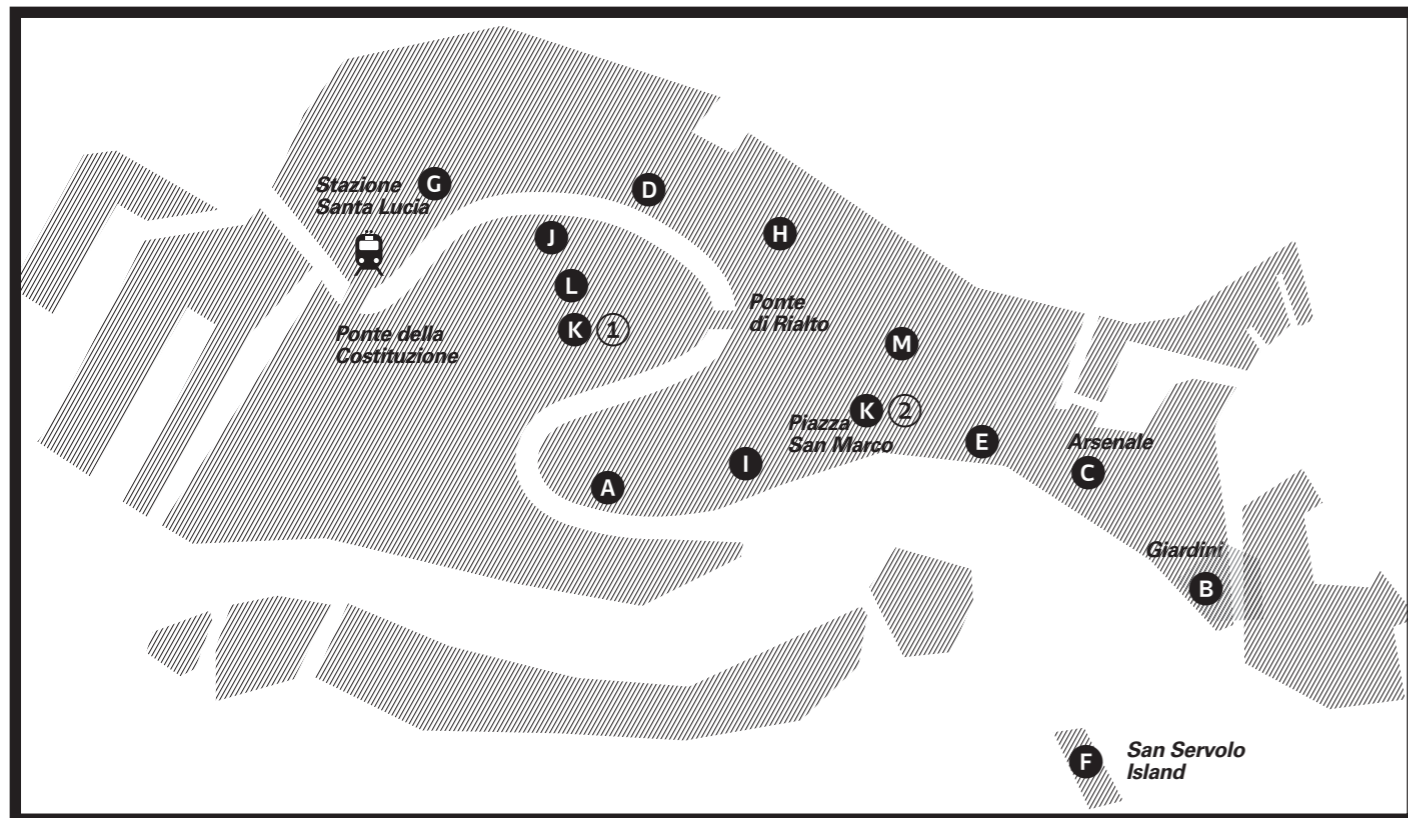 Stazione
Santa Lucia
G
D
J
H
L
Ponte
di Rialto
K 1
Ponte della
Costituzione
M
K 2
Piazza
San Marco
E
Arsenale
I
C
A
Giardini
B
San Servolo
Island
F